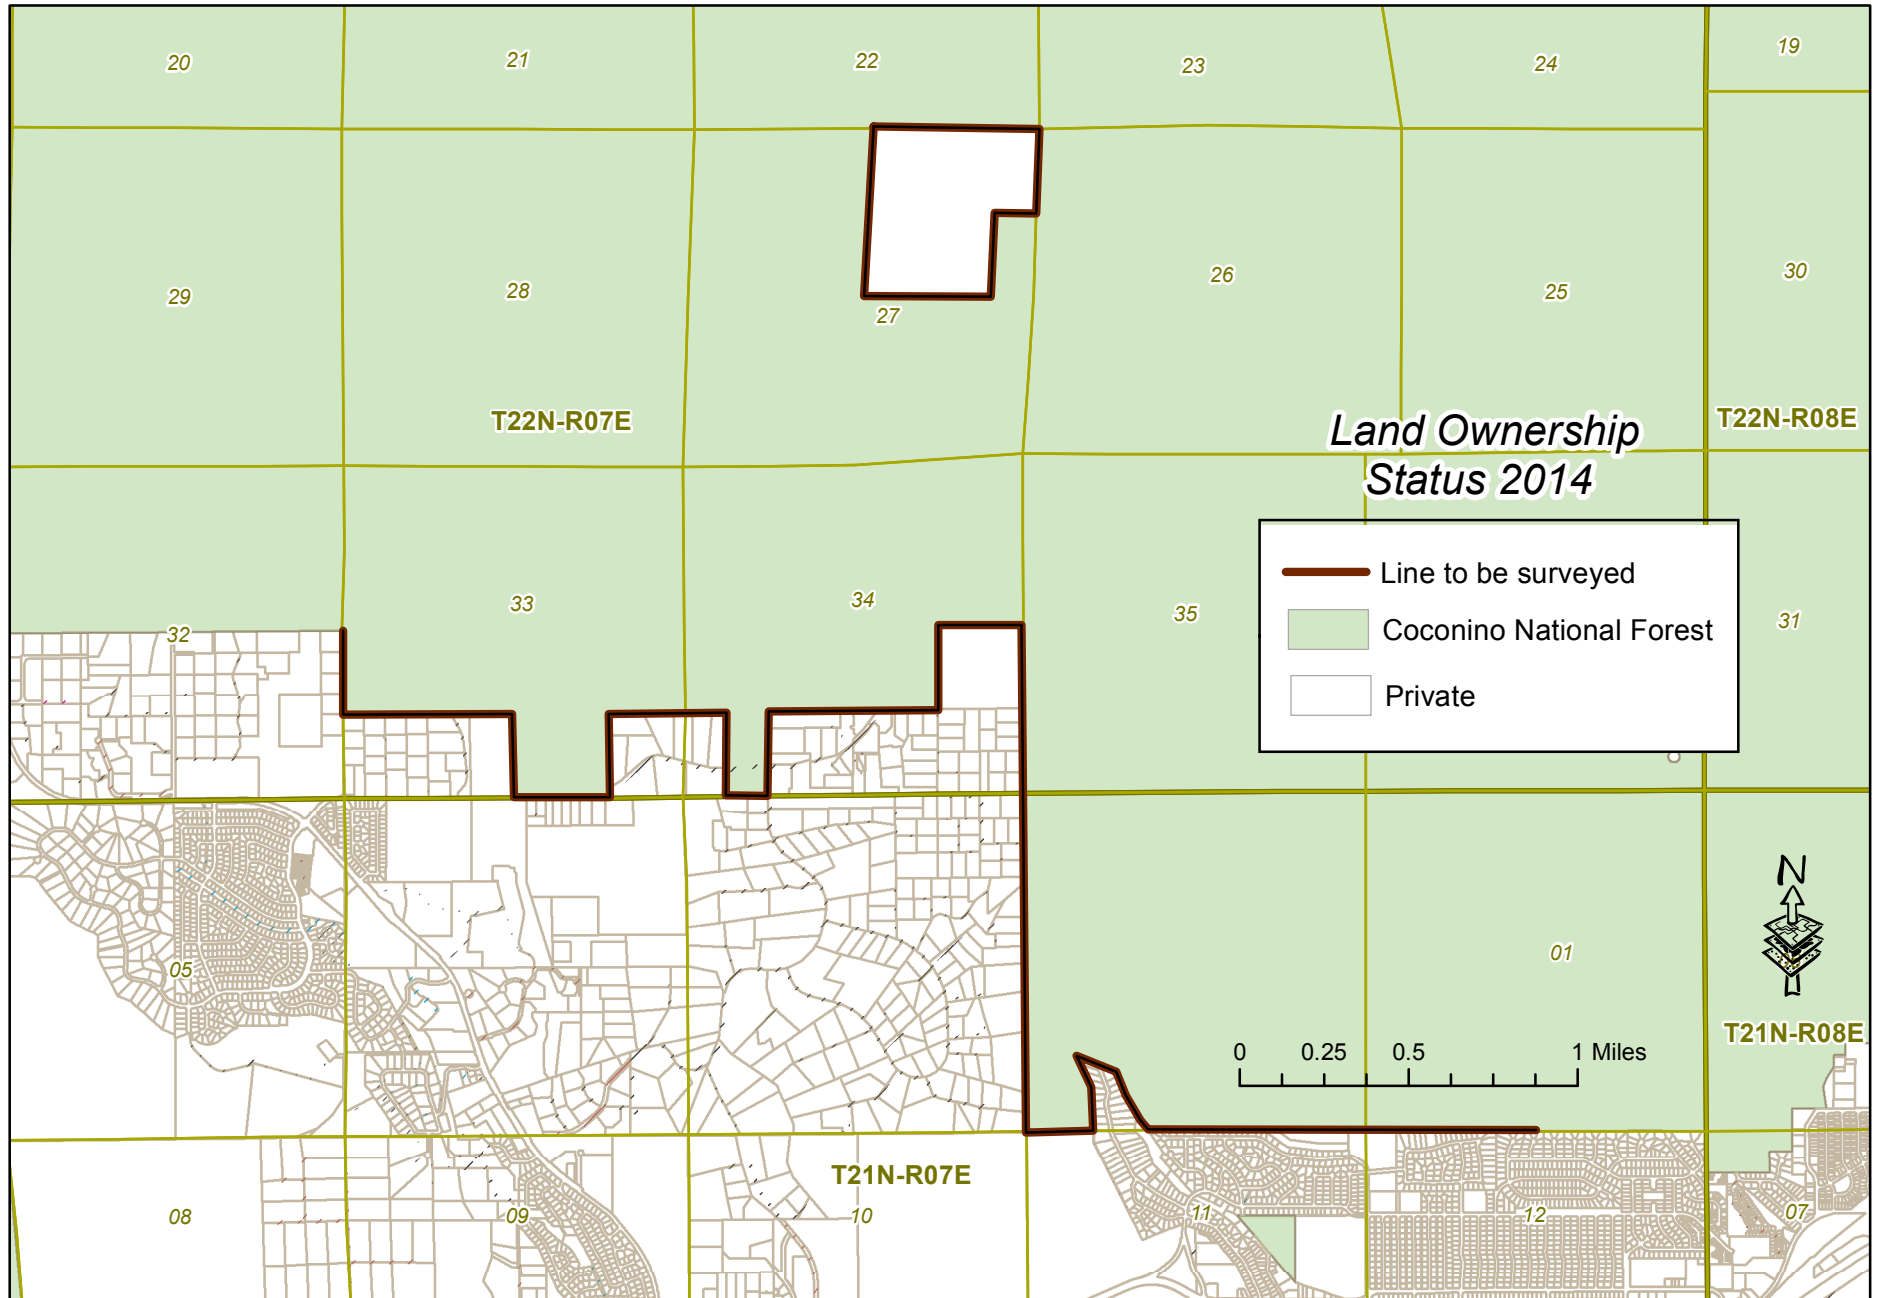 20
21
22
23
24
19
29
28
27
26
25
30
T22N-R07E
T22N-R08E
Land Ownership
Status 2014
Line to be surveyed
Coconino National Forest
Private
32
33
34
35
31
05
01
N
T21N-R08E
0 0.25 0.5 1 Miles
T21N-R07E
08
09
10
11
12
07